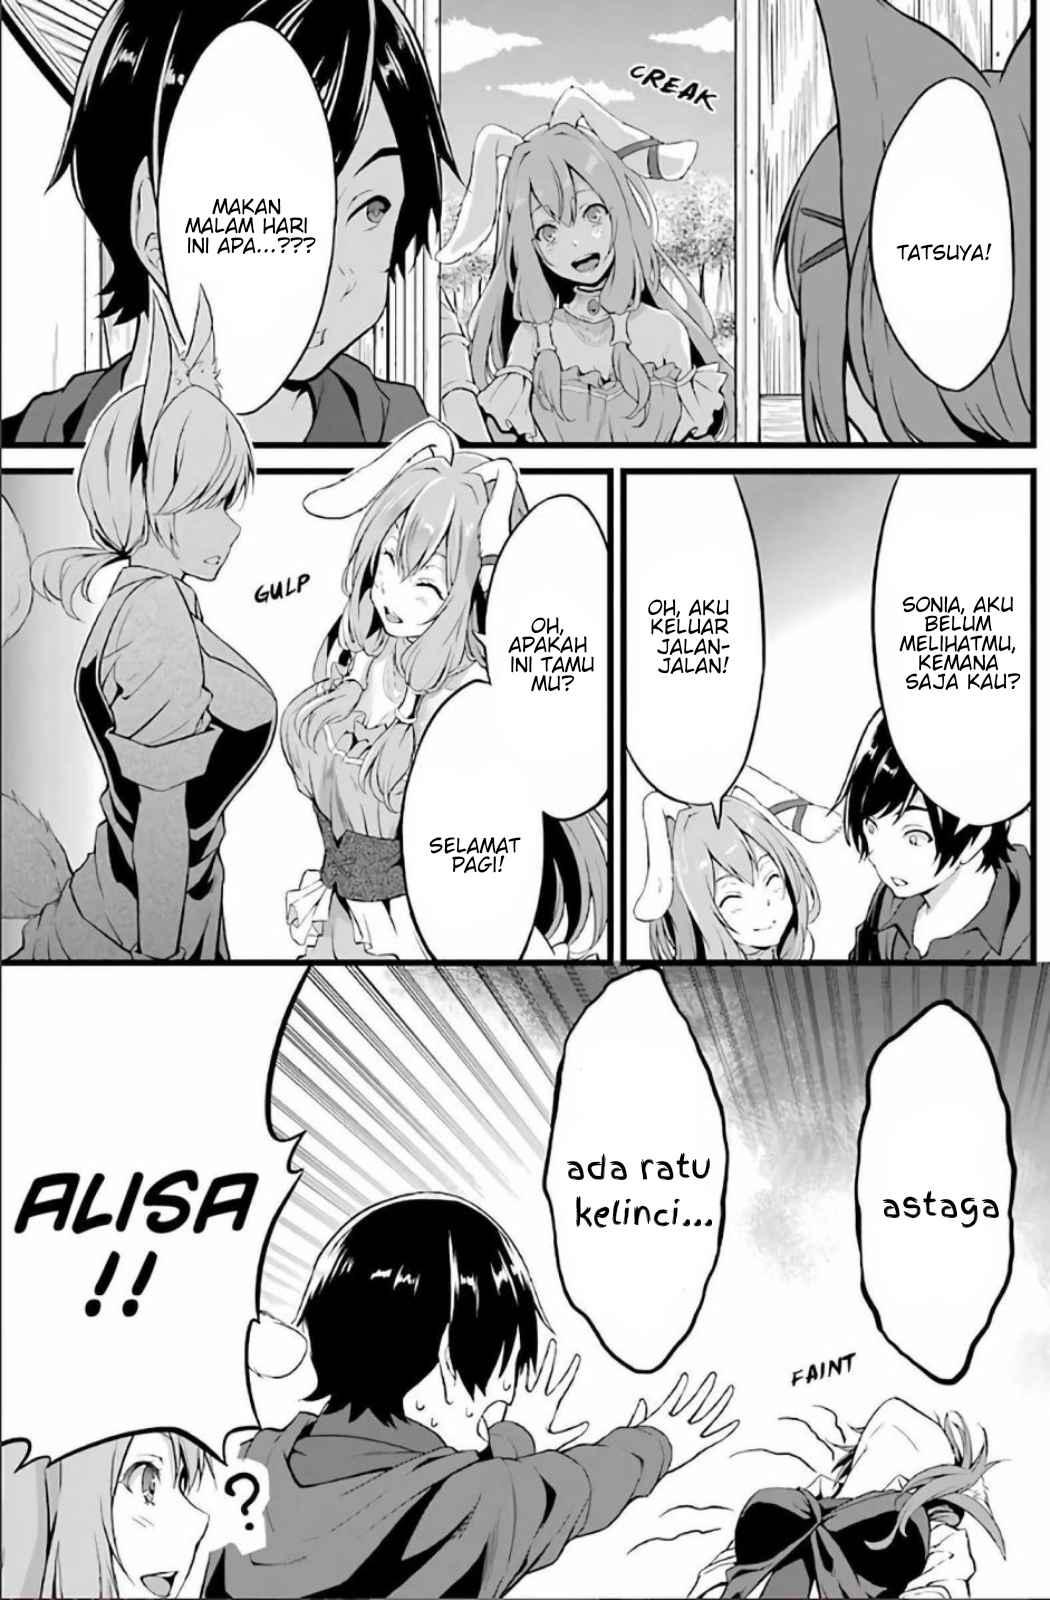 TATSUYA!
CREAK
MAKAN
MALAM HARI
INI APA...???
SONIA, AKU
BELUM
MELIHATMU,
KEMANA
SAJA KAU?
OH, AKU
KELUAR
JALAN-
JALAN!
OH,
APAKAH
INI TAMU
MU?
SELAMAT
PAGI!
GULP
astaga
ada ratu
kelinci...
FAINT
ALISA
!!
?